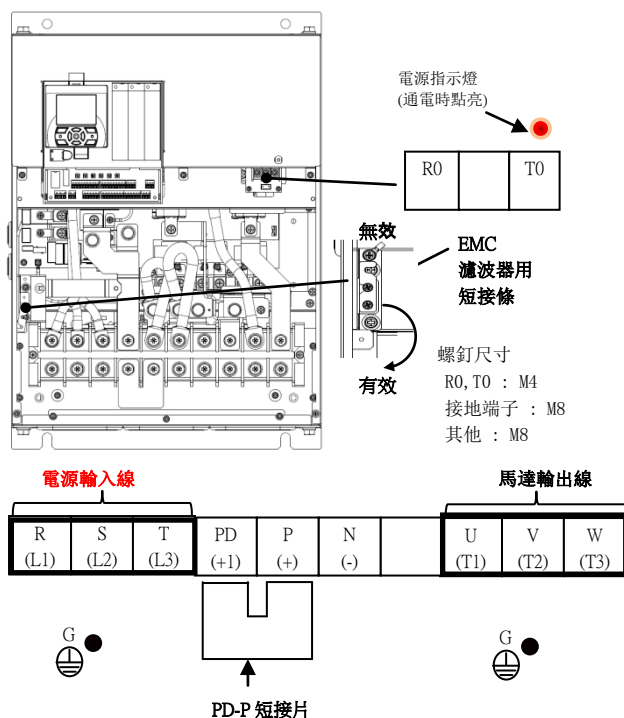 電源指示燈
(通電時點亮)
R0 T0
無效
EMC
濾波器用
短接條
有效
螺釘尺寸
R0,T0 : M4
接地端子 : M8
其他 : M8
電源輸入線
馬達輸出線
R S T PD P N U V W
(L1) (L2) (L3) (+1) (+) (-) (T1) (T2) (T3)
G G
PD-P 短接片